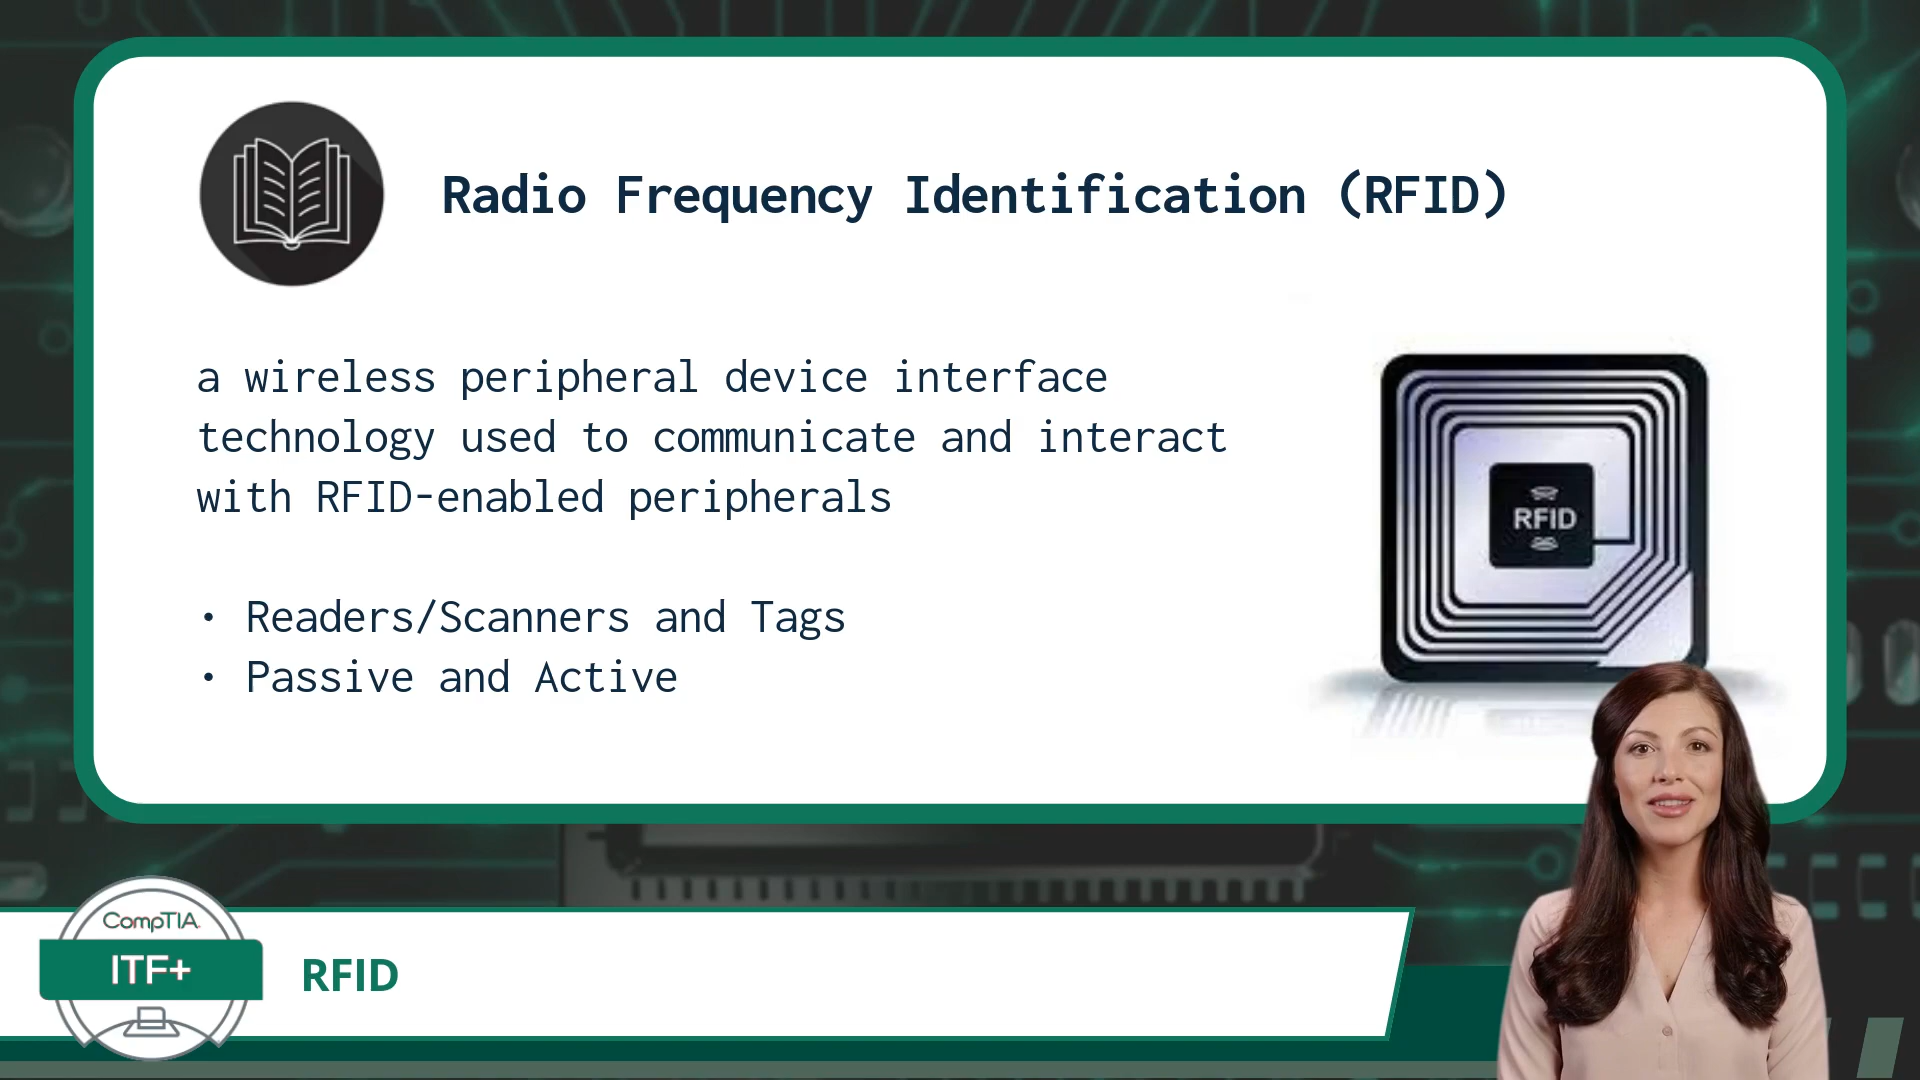 Radio Frequency Identification (RFID)
a wireless peripheral device interface
technology used to communicate and interact
with RFID-enabled peripherals
• Readers/Scanners and Tags
• Passive and Active
RFID
CompTIA
ITF+
RFID